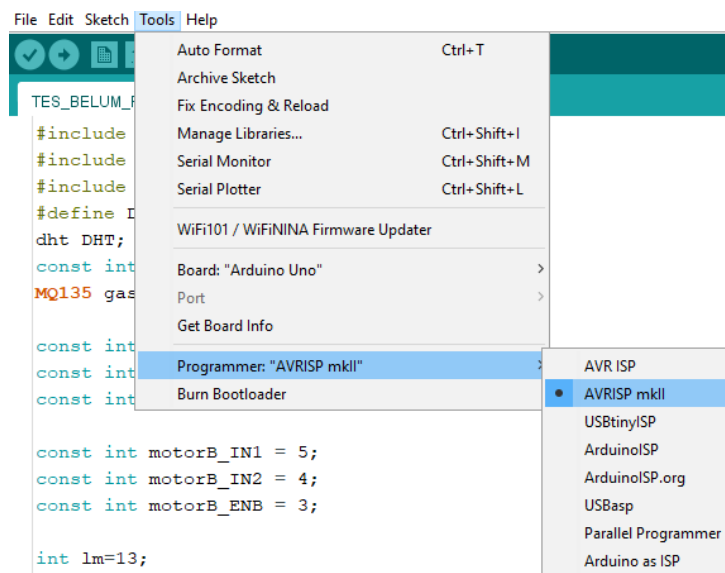 File Edit Sketch Tools Help
Auto Format Ctrl+T
Archive Sketch
Fix Encoding & Reload
Manage Libraries... Ctrl+Shift+I
Serial Monitor Ctrl+Shift+M
Serial Plotter Ctrl+Shift+L
WiFi101 / WiFiNINA Firmware Updater
Board: "Arduino Uno"
Port
Get Board Info
Programmer: "AVRISP mkII"
Burn Bootloader
AVR ISP
AVRISP mkII
USBtinyISP
ArduinoISP
ArduinoISP.org
USBasp
Parallel Programmer
Arduino as ISP
TES_BELUM_
#include
#include
#include
#define
dht DHT;
const int
MQ135 gas
const int
const int
const int
const int motorB_IN1 = 5;
const int motorB_IN2 = 4;
const int motorB_ENB = 3;
int lm=13;